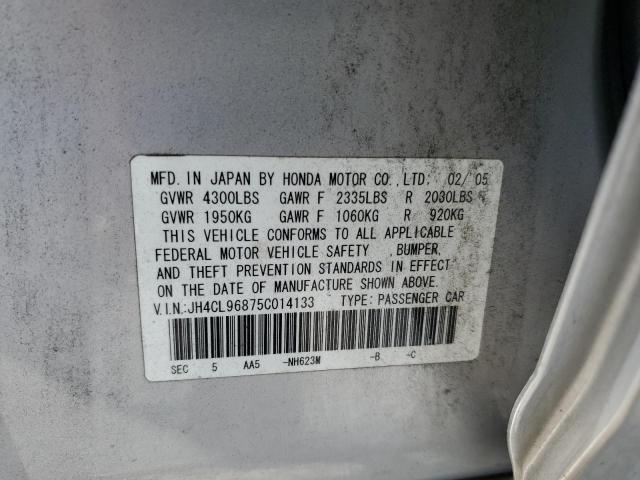 MFD. IN JAPAN BY HONDA MOTOR CO., LTD. 02/ 05
GVWR 4300LBS GAWR F 2335LBS R 2030LBS
GVWR 1950KG GAWR F 1060KG R 920KG
THIS VEHICLE CONFORMS TO ALL APPLICABLE
FEDERAL MOTOR VEHICLE SAFETY , BUMPER,
AND THEFT PREVENTION STANDARDS IN EFFECT
ON THE DATE OF MANUFACTURE SHOWN ABOVE.
V.I.N.: JH4CL96875C014133 TYPE: PASSENGER CAR
SEC 5 AA5 -NH623M -B -C